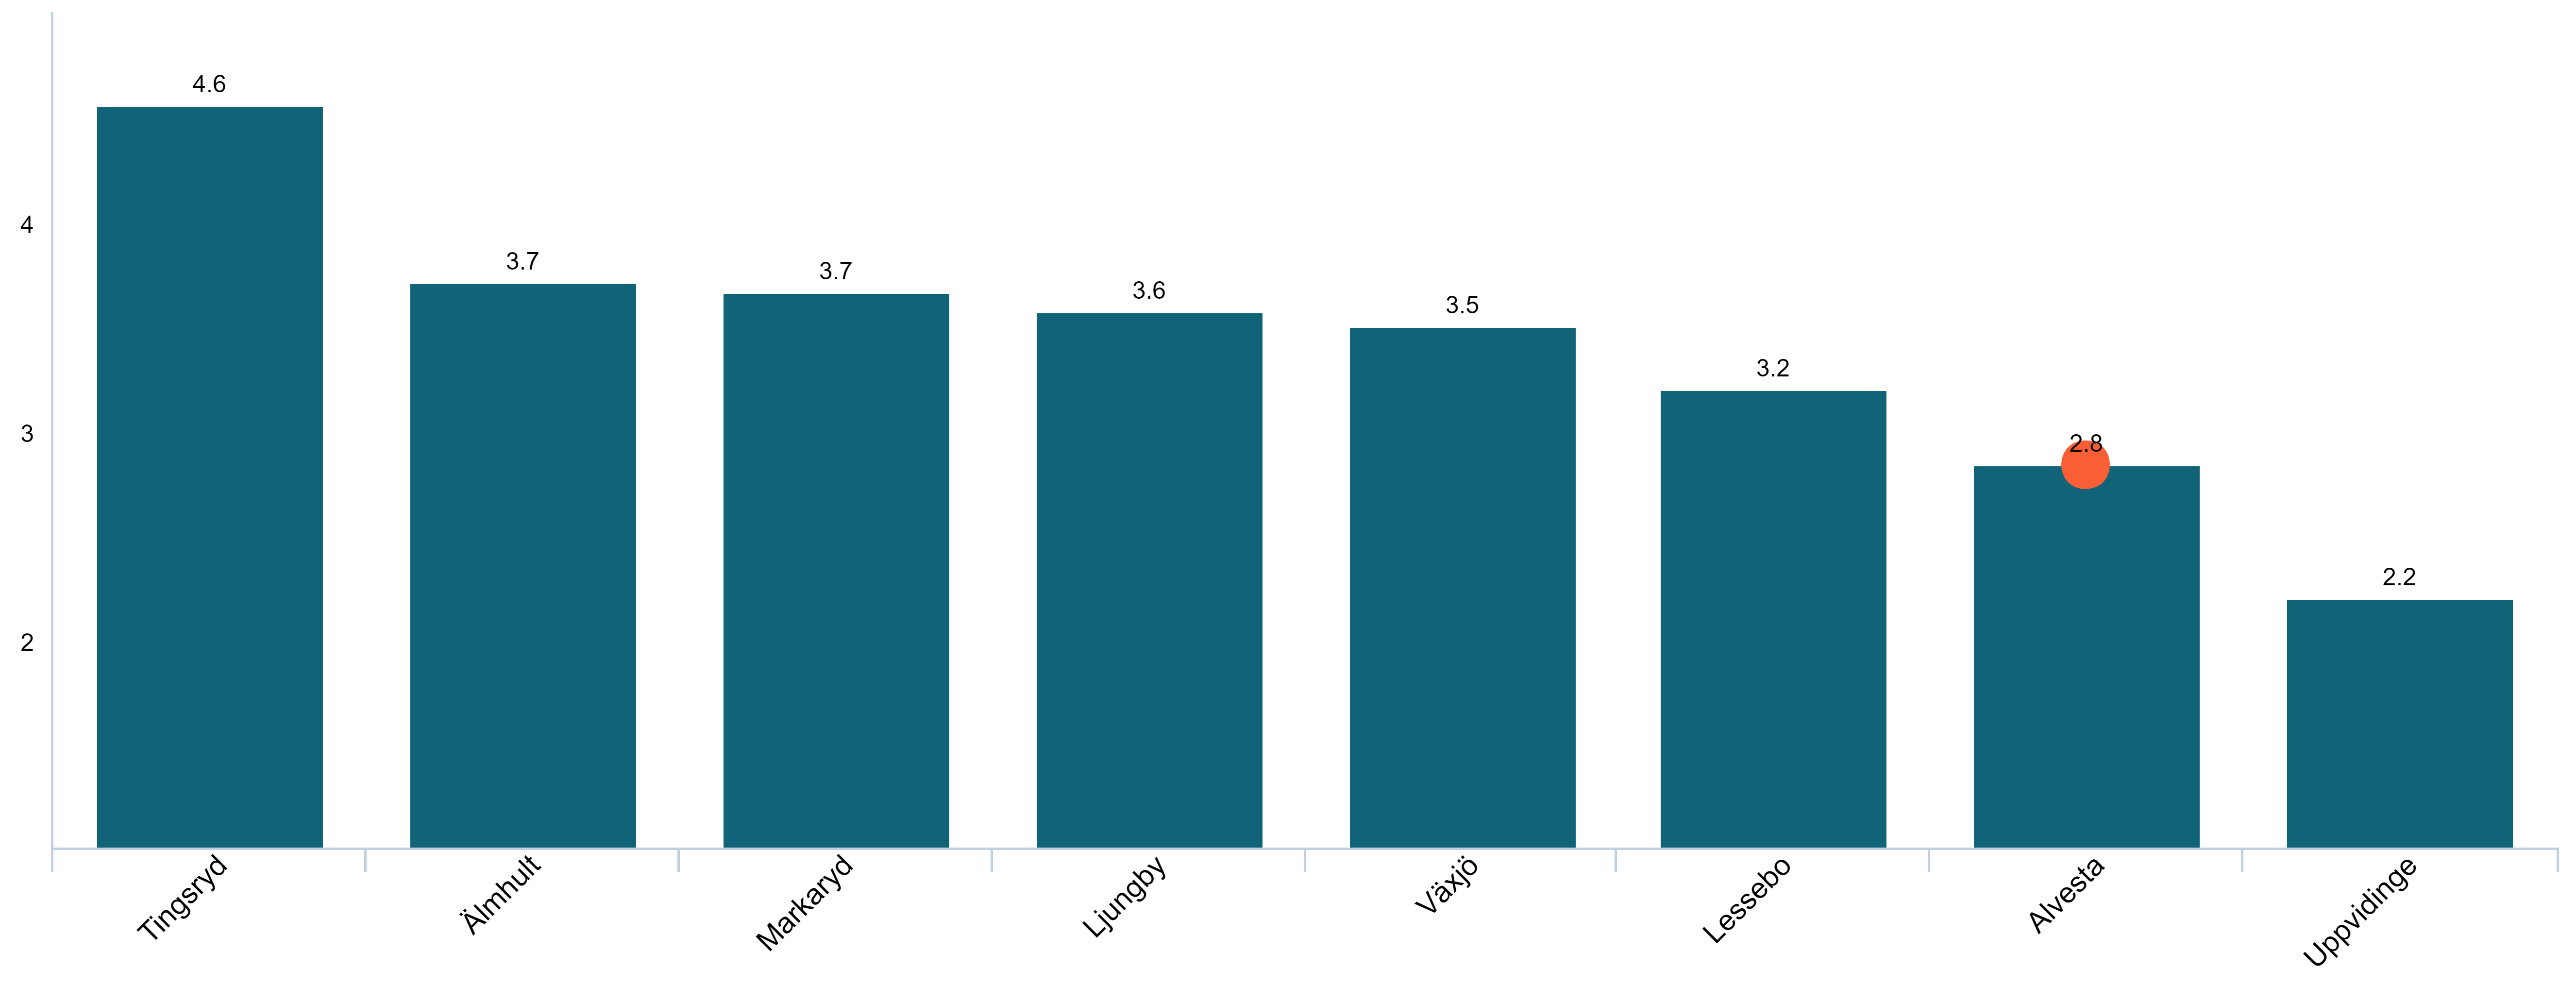 4.6
3.7
3.7
3.6
3.5
3.2
2.8
2.2
4
3
2
Tingsryd
Älmhult
Markaryd
Ljungby
Växjö
Lessebo
Alvesta
Uppvidinge